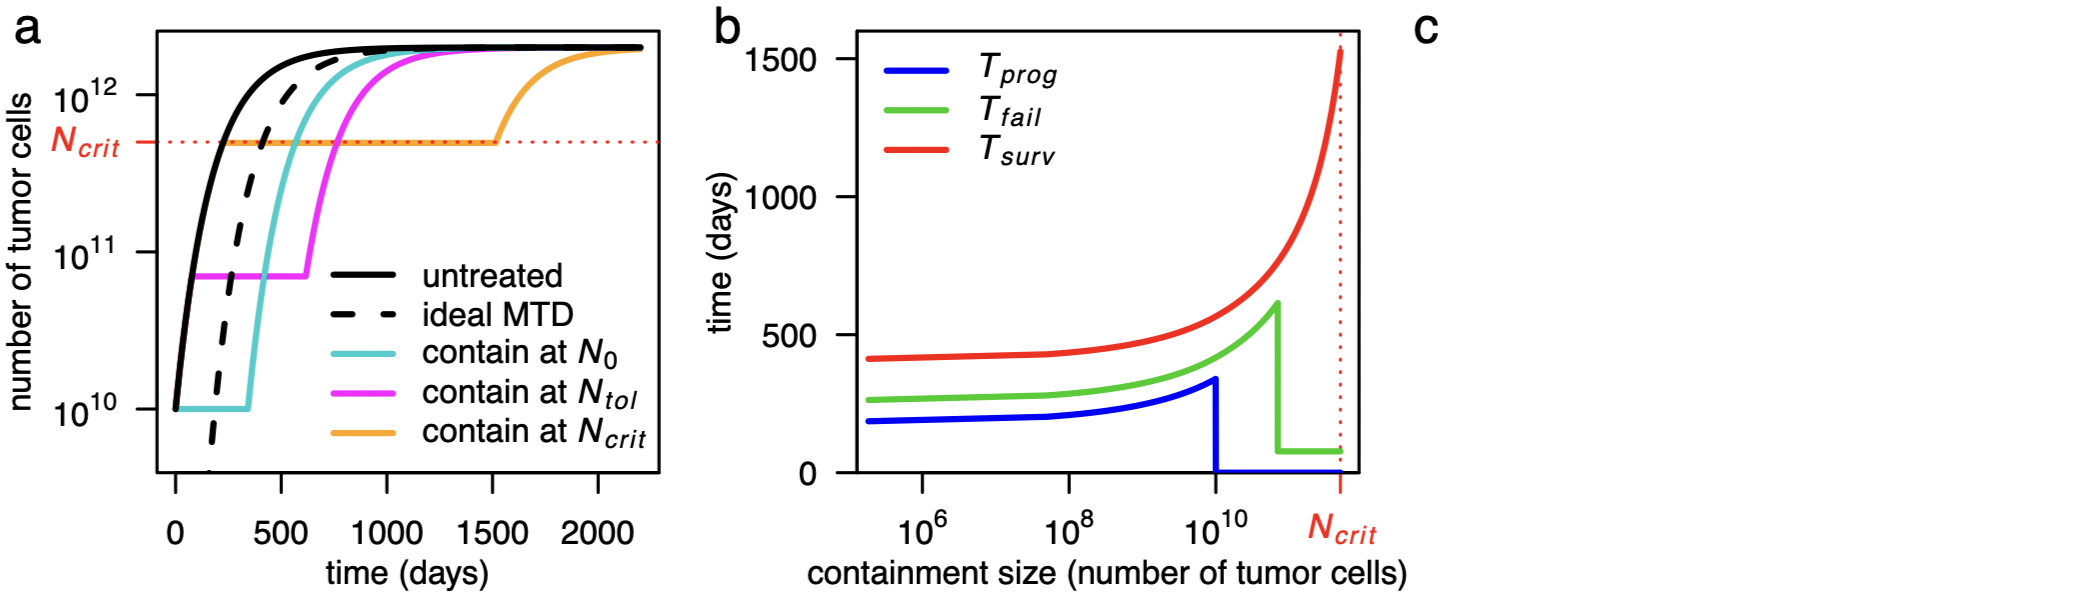 a
number of tumor cells
10^12
N_crit
10^11
10^10
untreated
ideal MTD
contain at N_0
contain at N_tol
contain at N_crit
0 500 1000 1500 2000
time (days)
b
time (days)
1500
1000
500
0
T_prog
T_fail
T_surv
10^6 10^8 10^10 N_crit
containment size (number of tumor cells)
c